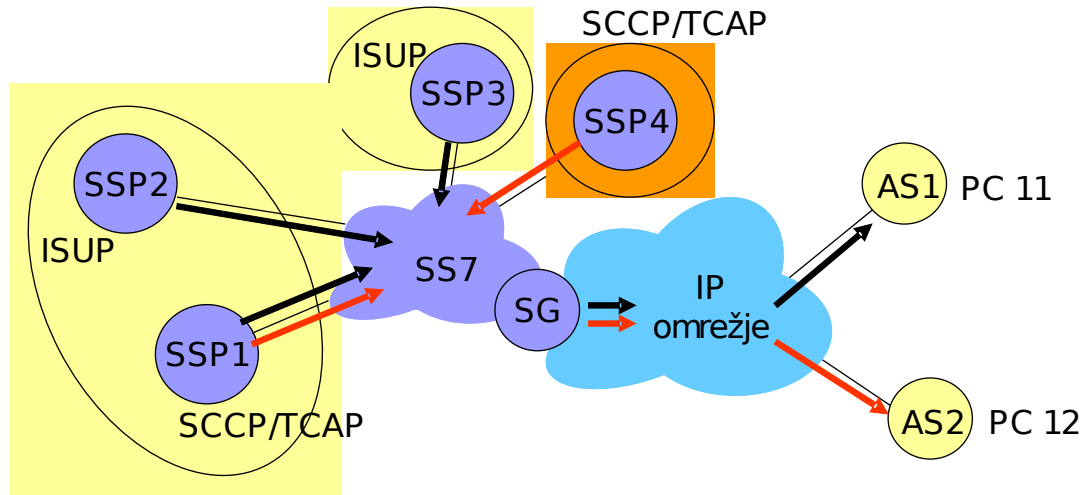 SCCP/TCAP
ISUP
SSP3
SSP4
SSP2
AS1
PC 11
ISUP
SS7
SG
IP
omrežje
SSP1
SCCP/TCAP
AS2
PC 12